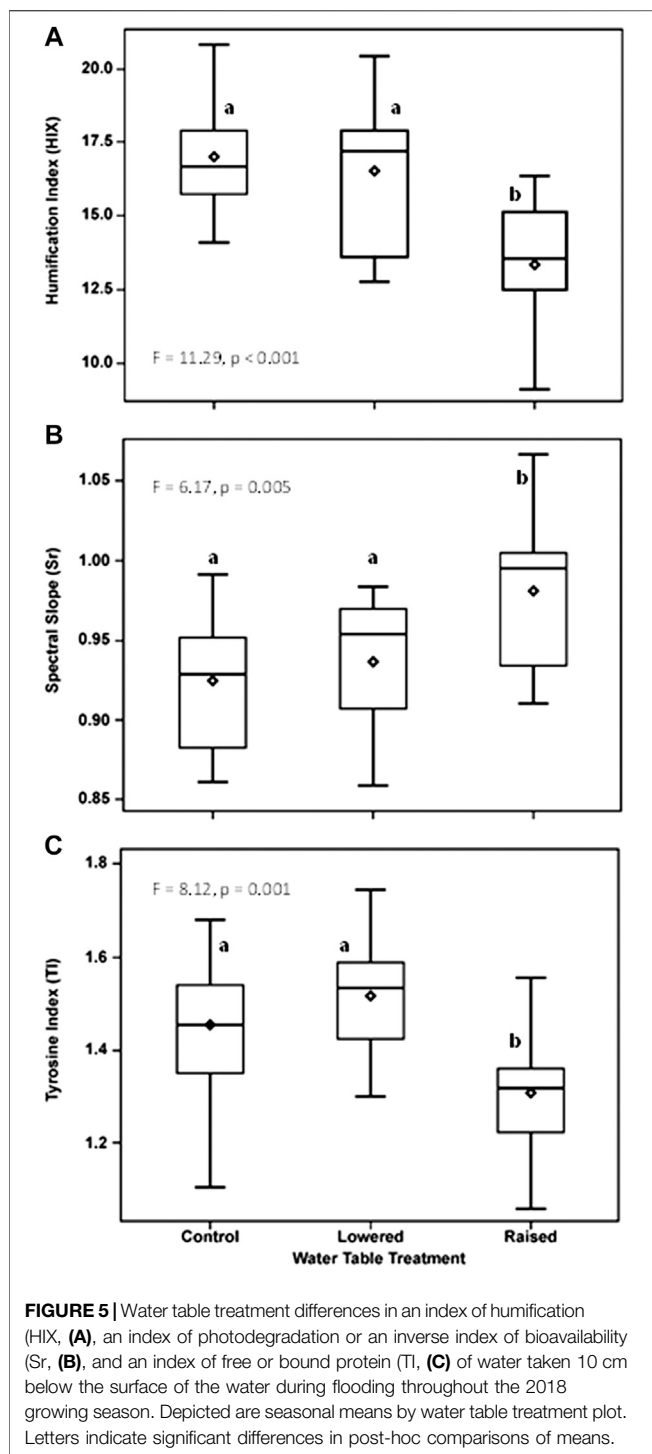 A
Humification Index (HIX)
20.0
17.5
15.0
12.5
10.0
a
a
b
F = 11.29, p < 0.001
B
Spectral Slope (Sr)
1.05
1.00
0.95
0.90
0.85
F = 6.17, p = 0.005
a
a
b
C
Tyrosine Index (TI)
1.8
1.6
1.4
1.2
F = 8.12, p = 0.001
a
a
b
Control Lowered Raised
Water Table Treatment
FIGURE 5 | Water table treatment differences in an index of humification
(HIX, (A), an index of photodegradation or an inverse index of bioavailability
(Sr, (B), and an index of free or bound protein (TI, (C) of water taken 10 cm
below the surface of the water during flooding throughout the 2018
growing season. Depicted are seasonal means by water table treatment plot.
Letters indicate significant differences in post-hoc comparisons of means.